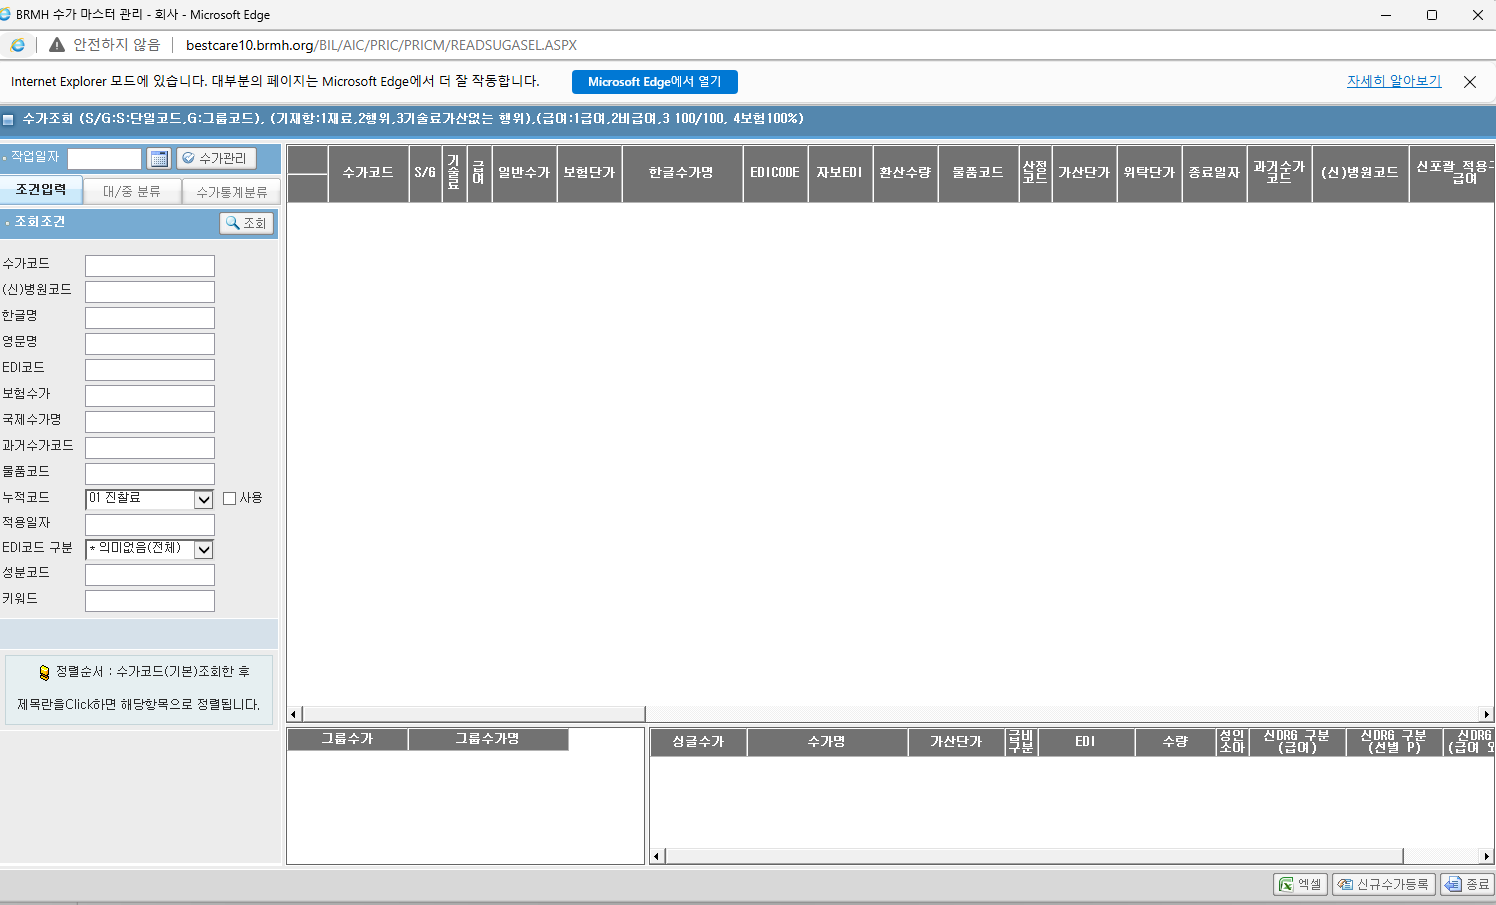 BRMH 수가 마스터 관리 - 회사 - Microsoft Edge
안전하지 않음 bestcare10.brmh.org/BIL/AIC/PRIC/PRICM/READSUGASEL.ASPX
Internet Explorer 모드에 있습니다. 대부분의 페이지는 Microsoft Edge에서 더 잘 작동합니다. Microsoft Edge에서 열기 자세히 알아보기
수가조회 (S/G:S:단일코드,G:그룹코드), (기재항:1재료,2행위,3기술료가산없는 행위),(급여:1급여,2비급여,3 100/100, 4보험100%)
작업일자 수가관리
조건입력 대/중 분류 수가통계분류
조회조건 조회
수가코드
(신)병원코드
한글명
영문명
EDI코드
보험수가
국제수가명
과거수가코드
물품코드
누적코드 01 진찰료 사용
적용일자
EDI코드 구분 * 의미없음(전체)
성분코드
키워드
정렬순서 : 수가코드(기본)조회한 후
제목란을Click하면 해당항목으로 정렬됩니다.
수가코드 S/G 기술료 급여 일반수가 보험단가 한글수가명 EDICODE 자보EDI 환산수량 물품코드 산정코드 가산단가 위탁단가 종료일자 과거수가코드 (신)병원코드 신포괄_적용 급여
그룹수가 그룹수가명
싱글수가 수가명 가산단가 급비구분 EDI 수량 성인소아 신DRG 구분(급여) 신DRG 구분(선별 P) 신DRG (급여 외
엑셀 신규수가등록 종료